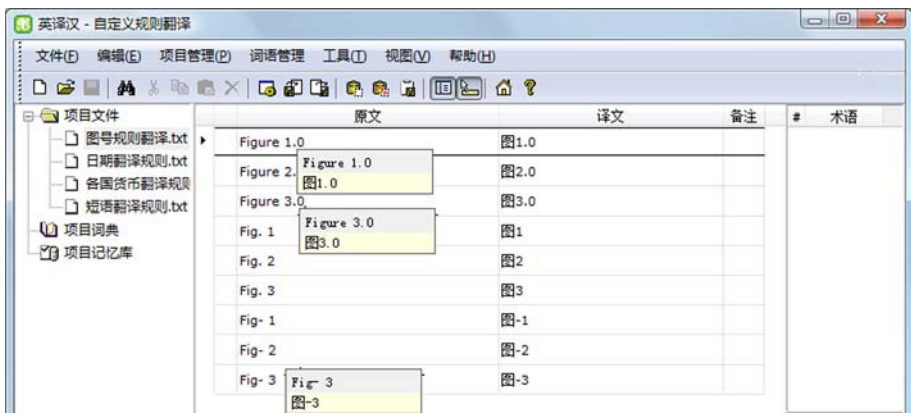 英译汉 - 自定义规则翻译
文件(F) 编辑(E) 项目管理(P) 词语管理 工具(T) 视图(V) 帮助(H)
项目文件
图号规则翻译.txt
日期翻译规则.txt
各国货币翻译规则
短语翻译规则.txt
项目词典
项目记忆库
原文 译文 备注 # 术语
Figure 1.0 图1.0
Figure 1.0
图1.0
Figure 2. 图2.0
Figure 3.0 图3.0
Figure 3.0
图3.0
Fig. 1 图1
Fig. 2 图2
Fig. 3 图3
Fig- 1 图-1
Fig- 2 图-2
Fig- 3 图-3
Fig- 3
图-3